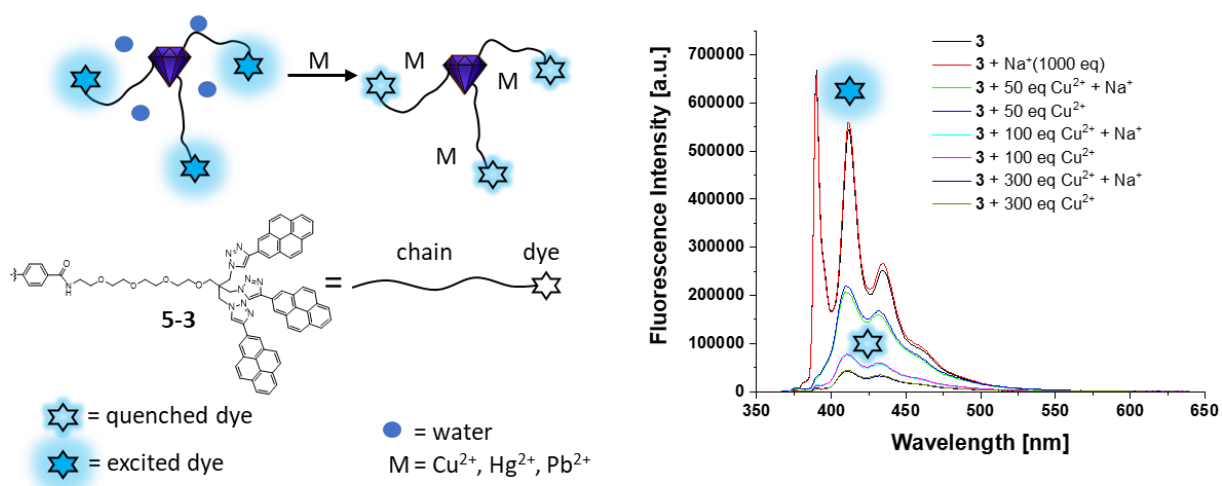 M
M
M
M
M
N=N
N
N=N
N
N=N
N
O
N
H
O
O
O
O
5-3
=
chain
dye
= quenched dye
= excited dye
= water
M = Cu²⁺, Hg²⁺, Pb²⁺
Fluorescence Intensity [a.u.]
700000
600000
500000
400000
300000
200000
100000
0
3
3 + Na⁺(1000 eq)
3 + 50 eq Cu²⁺ + Na⁺
3 + 50 eq Cu²⁺
3 + 100 eq Cu²⁺ + Na⁺
3 + 100 eq Cu²⁺
3 + 300 eq Cu²⁺ + Na⁺
3 + 300 eq Cu²⁺
350 400 450 500 550 600 650
Wavelength [nm]